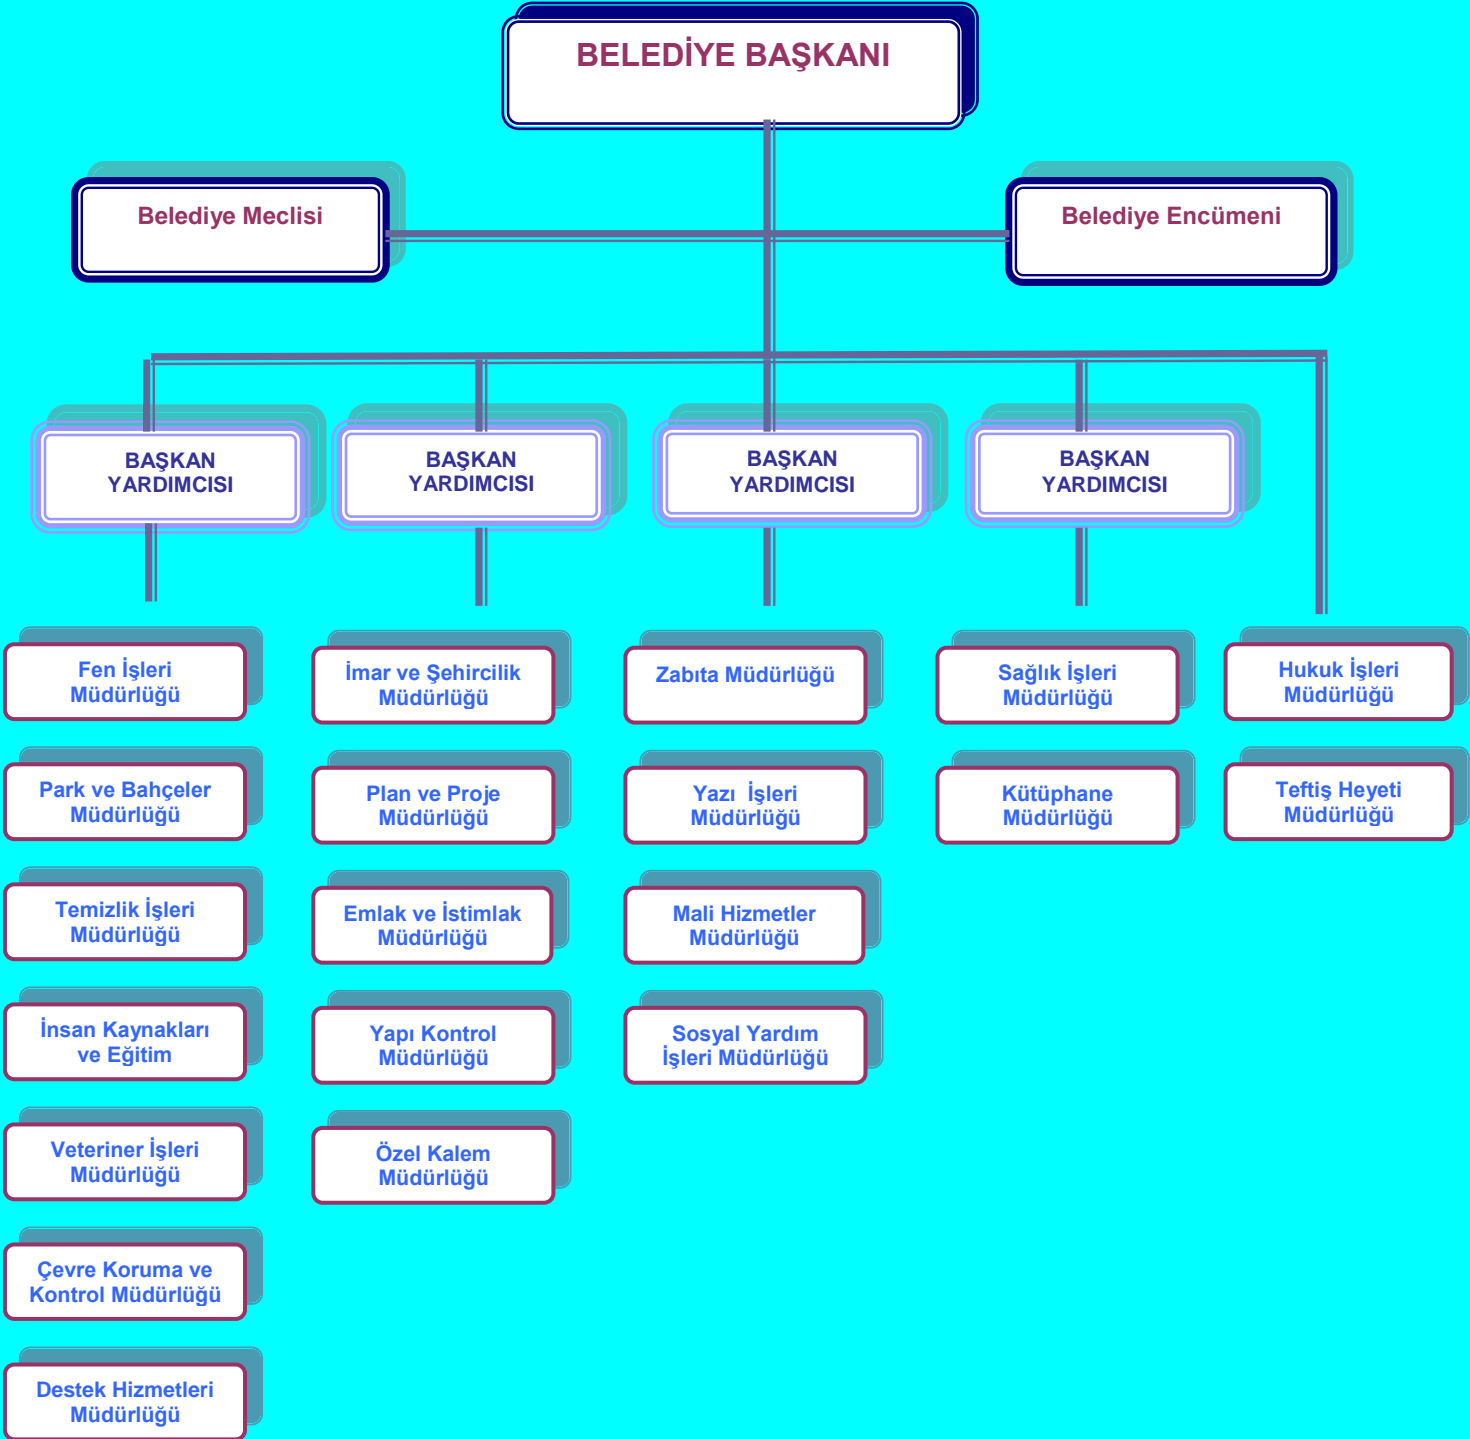 BELEDİYE BAŞKANI
Belediye Meclisi
Belediye Encümeni
BAŞKAN
YARDIMCISI
BAŞKAN
YARDIMCISI
BAŞKAN
YARDIMCISI
BAŞKAN
YARDIMCISI
Fen İşleri
Müdürlüğü
İmar ve Şehircilik
Müdürlüğü
Zabıta Müdürlüğü
Sağlık İşleri
Müdürlüğü
Hukuk İşleri
Müdürlüğü
Park ve Bahçeler
Müdürlüğü
Plan ve Proje
Müdürlüğü
Yazı  İşleri
Müdürlüğü
Kütüphane
Müdürlüğü
Teftiş Heyeti
Müdürlüğü
Temizlik İşleri
Müdürlüğü
Emlak ve İstimlak
Müdürlüğü
Mali Hizmetler
Müdürlüğü
İnsan Kaynakları
ve Eğitim
Yapı Kontrol
Müdürlüğü
Sosyal Yardım
İşleri Müdürlüğü
Veteriner İşleri
Müdürlüğü
Özel Kalem
Müdürlüğü
Çevre Koruma ve
Kontrol Müdürlüğü
Destek Hizmetleri
Müdürlüğü